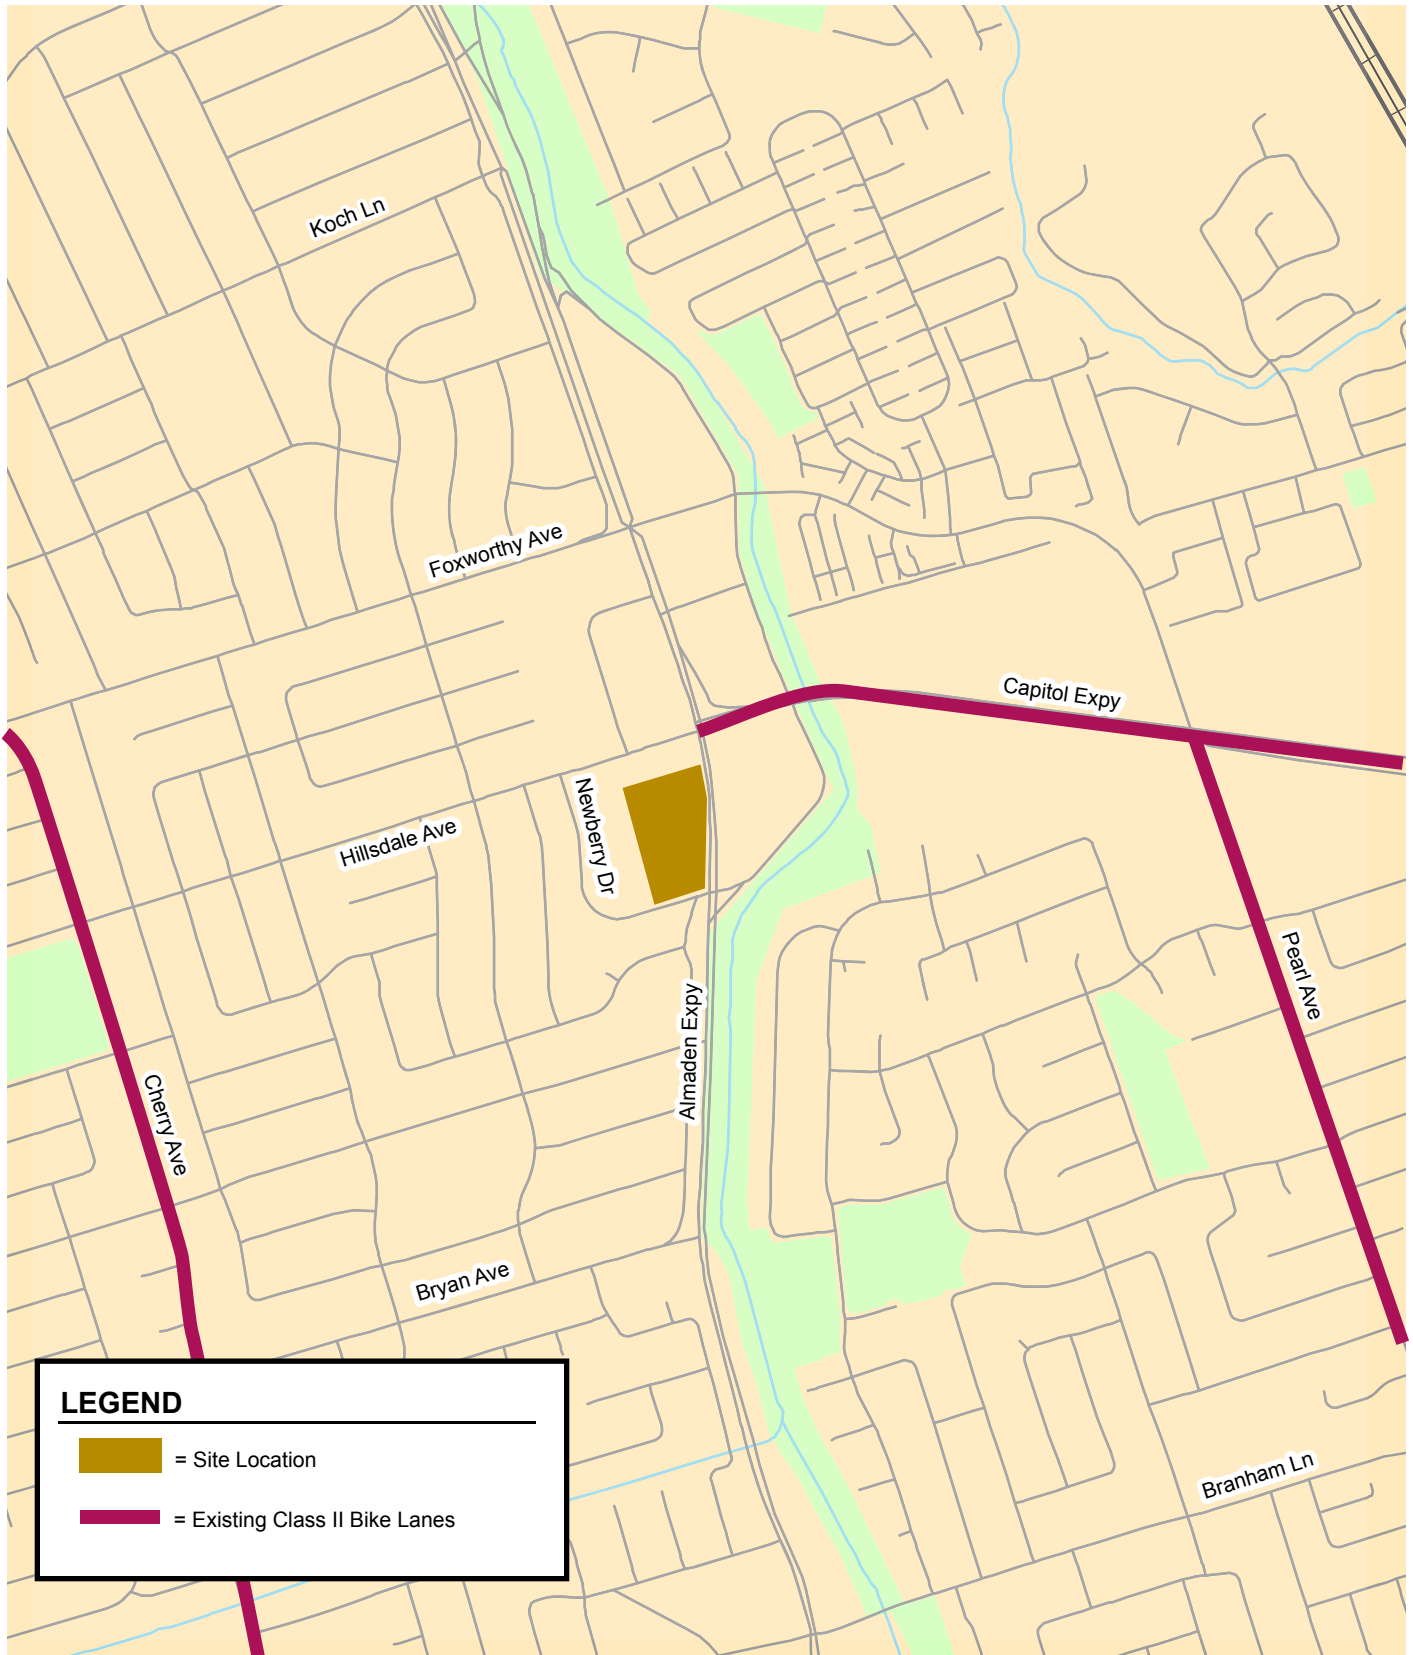 Koch Ln
Foxworthy Ave
Capitol Expy
Newberry Dr
Hillsdale Ave
Pearl Ave
Almaden Expy
Cherry Ave
Bryan Ave
LEGEND
= Site Location
= Existing Class II Bike Lanes
Branham Ln